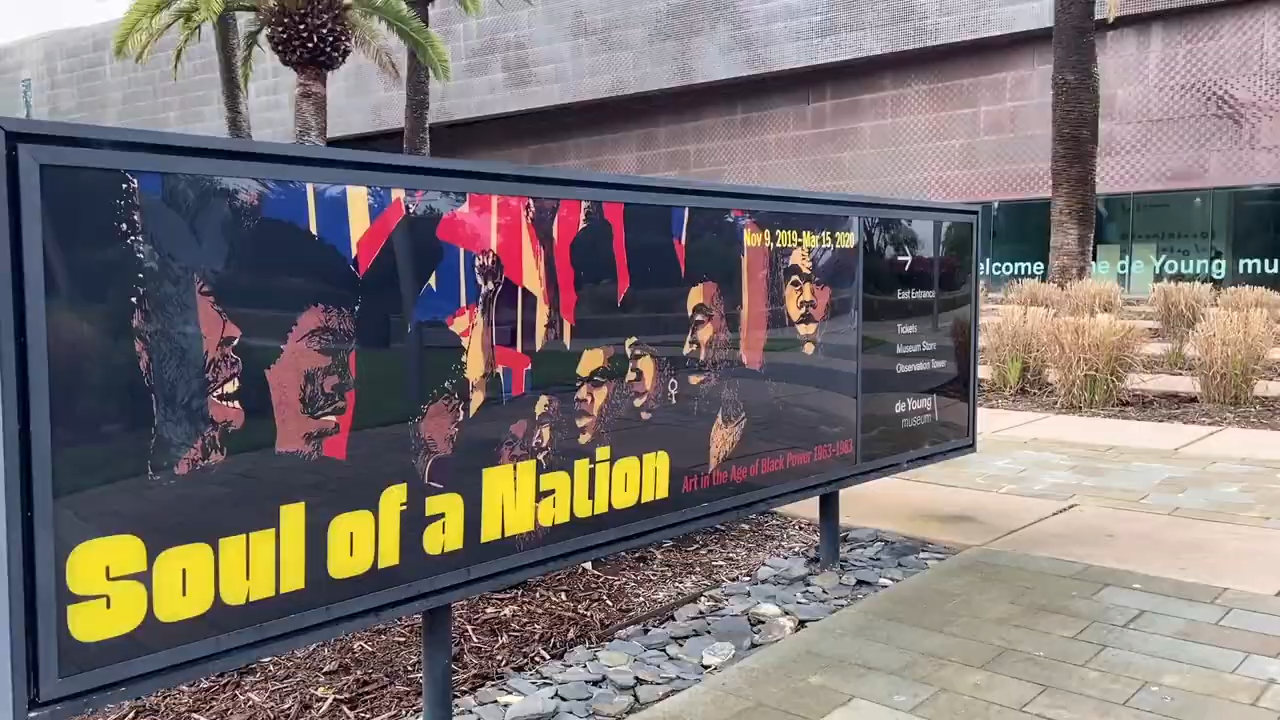 Nov 9, 2019–Mar 15, 2020
Soul of a Nation
Art in the Age of Black Power 1963–1983
→
East Entrance
Tickets
Museum Store
Observation Tower
de Young
museum
elcome
de Young mu